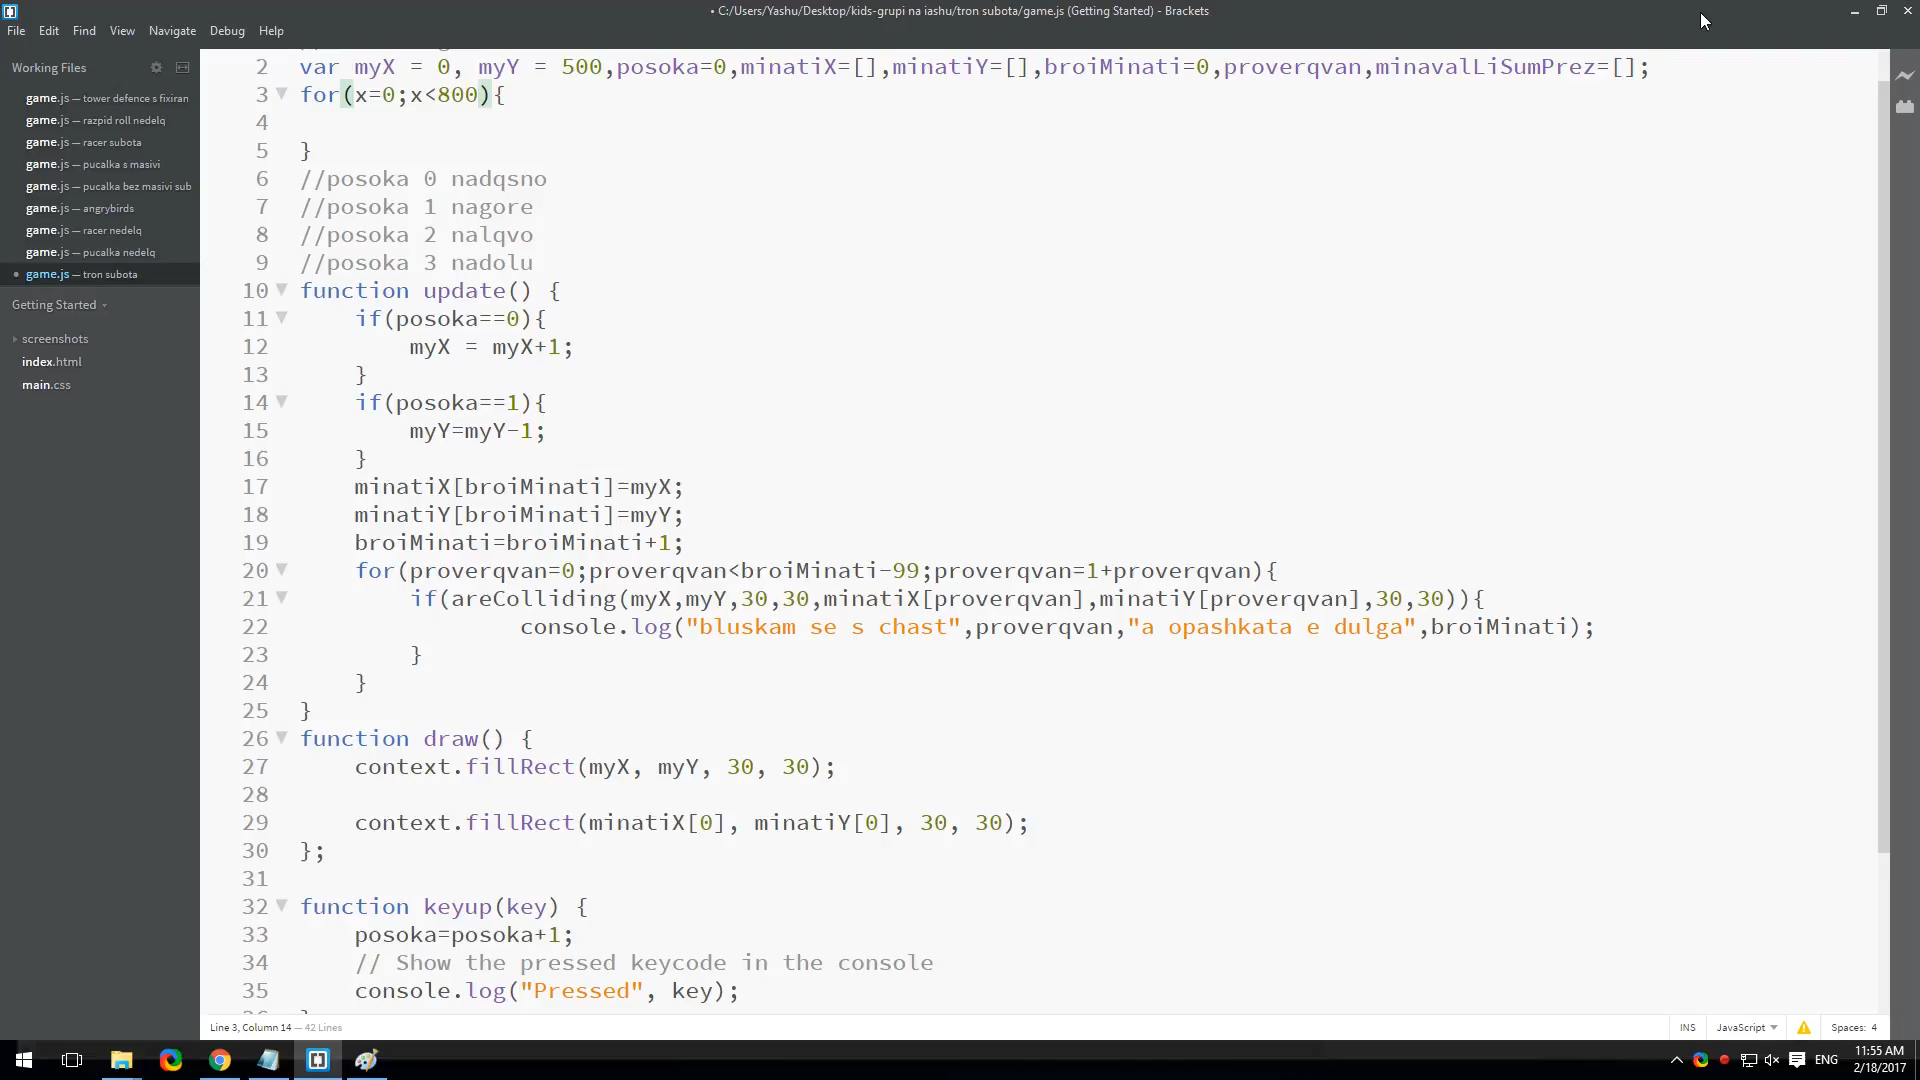 • C:/Users/Yashu/Desktop/kids-grupi na iashu/tron subota/game.js (Getting Started) - Brackets
File Edit Find View Navigate Debug Help
Working Files
game.js — tower defence s fixiran
game.js — razpid roll nedelq
game.js — racer subota
game.js — pucalka s masivi
game.js — pucalka bez masivi sub
game.js — angrybirds
game.js — racer nedelq
game.js — pucalka nedelq
game.js — tron subota
Getting Started
screenshots
index.html
main.css
2 var myX = 0, myY = 500,posoka=0,minatiX=[],minatiY=[],broiMinati=0,proverqvan,minavalLiSumPrez=[];
3 for(x=0;x<800){
4
5 }
6 //posoka 0 nadqsno
7 //posoka 1 nagore
8 //posoka 2 nalqvo
9 //posoka 3 nadolu
10 function update() {
11 if(posoka==0){
12 myX = myX+1;
13 }
14 if(posoka==1){
15 myY=myY-1;
16 }
17 minatiX[broiMinati]=myX;
18 minatiY[broiMinati]=myY;
19 broiMinati=broiMinati+1;
20 for(proverqvan=0;proverqvan<broiMinati-99;proverqvan=1+proverqvan){
21 if(areColliding(myX,myY,30,30,minatiX[proverqvan],minatiY[proverqvan],30,30)){
22 console.log("bluskam se s chast",proverqvan,"a opashkata e dulga",broiMinati);
23 }
24 }
25 }
26 function draw() {
27 context.fillRect(myX, myY, 30, 30);
28
29 context.fillRect(minatiX[0], minatiY[0], 30, 30);
30 };
31
32 function keyup(key) {
33 posoka=posoka+1;
34 // Show the pressed keycode in the console
35 console.log("Pressed", key);
Line 3, Column 14 — 42 Lines
INS JavaScript Spaces: 4
ENG
11:55 AM
2/18/2017